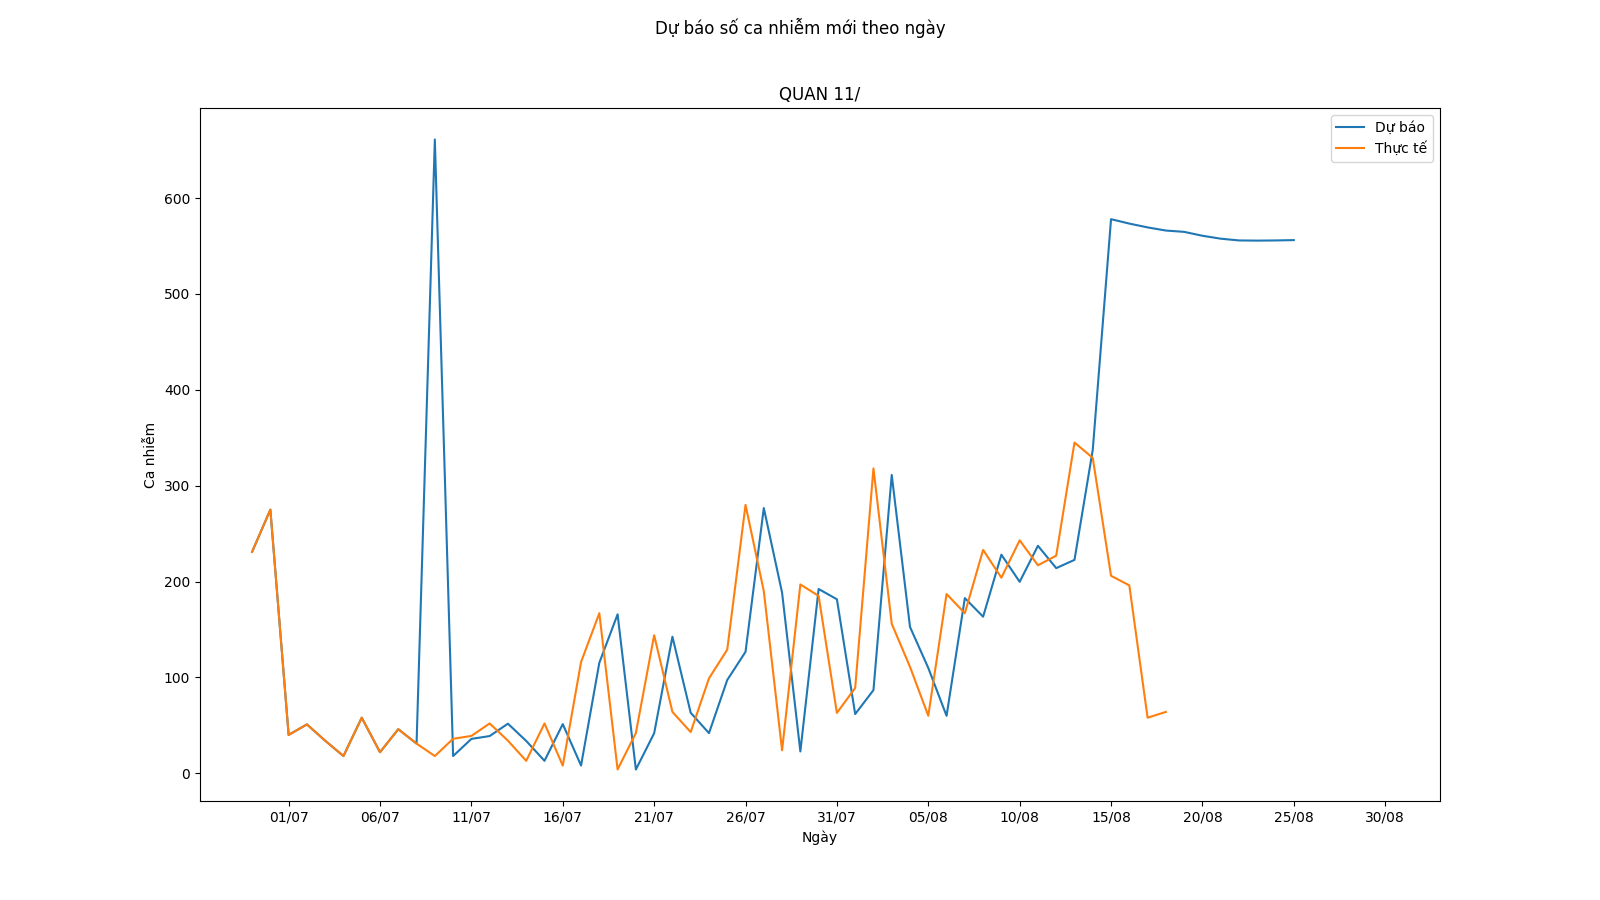 Dự báo số ca nhiễm mới theo ngày
QUAN 11/
Dự báo
Thực tế
600
500
400
300
200
100
0
Ca nhiễm
01/07 06/07 11/07 16/07 21/07 26/07 31/07 05/08 10/08 15/08 20/08 25/08 30/08
Ngày